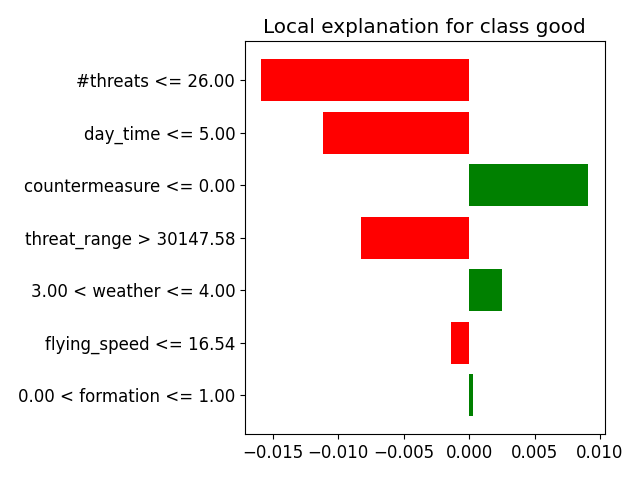 Local explanation for class good
#threats <= 26.00
day_time <= 5.00
countermeasure <= 0.00
threat_range > 30147.58
3.00 < weather <= 4.00
flying_speed <= 16.54
0.00 < formation <= 1.00
−0.015 −0.010 −0.005 0.000 0.005 0.010